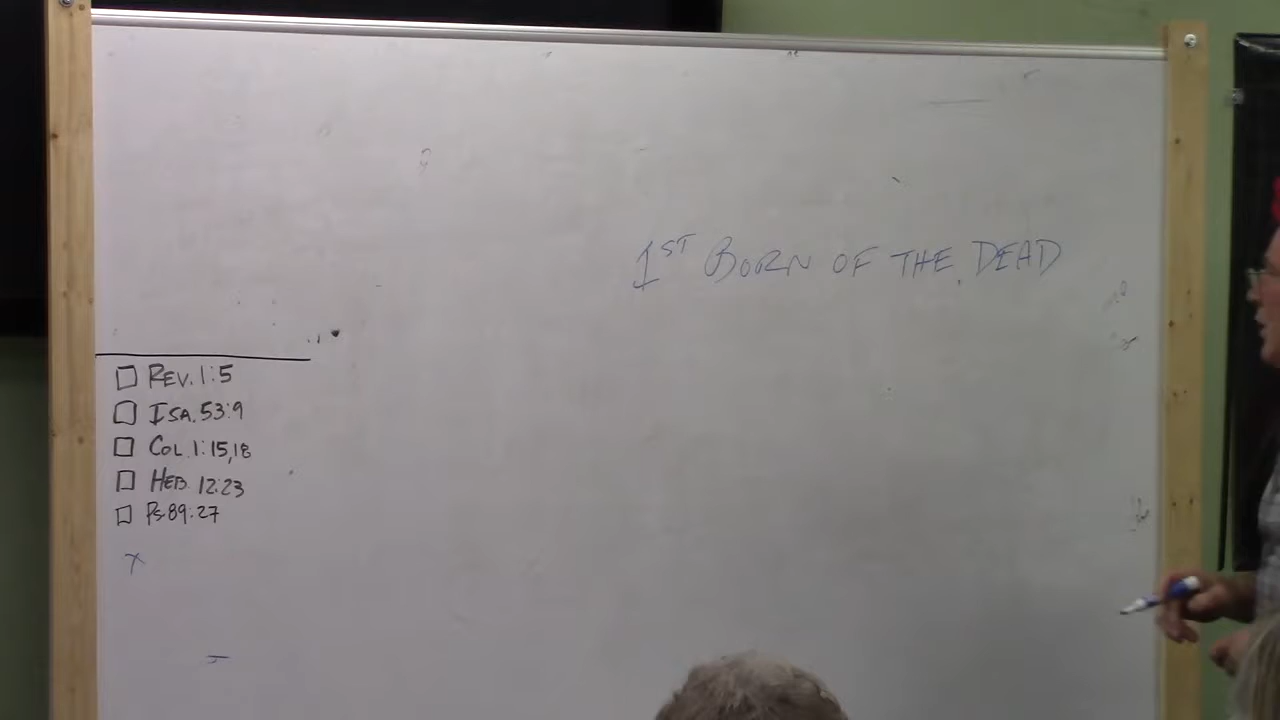 1ST BORN OF THE DEAD
☐ REV. 1:5
☐ ISA. 53:9
☐ COL. 1:15,18
☐ HEB. 12:23
☐ Ps. 89:27